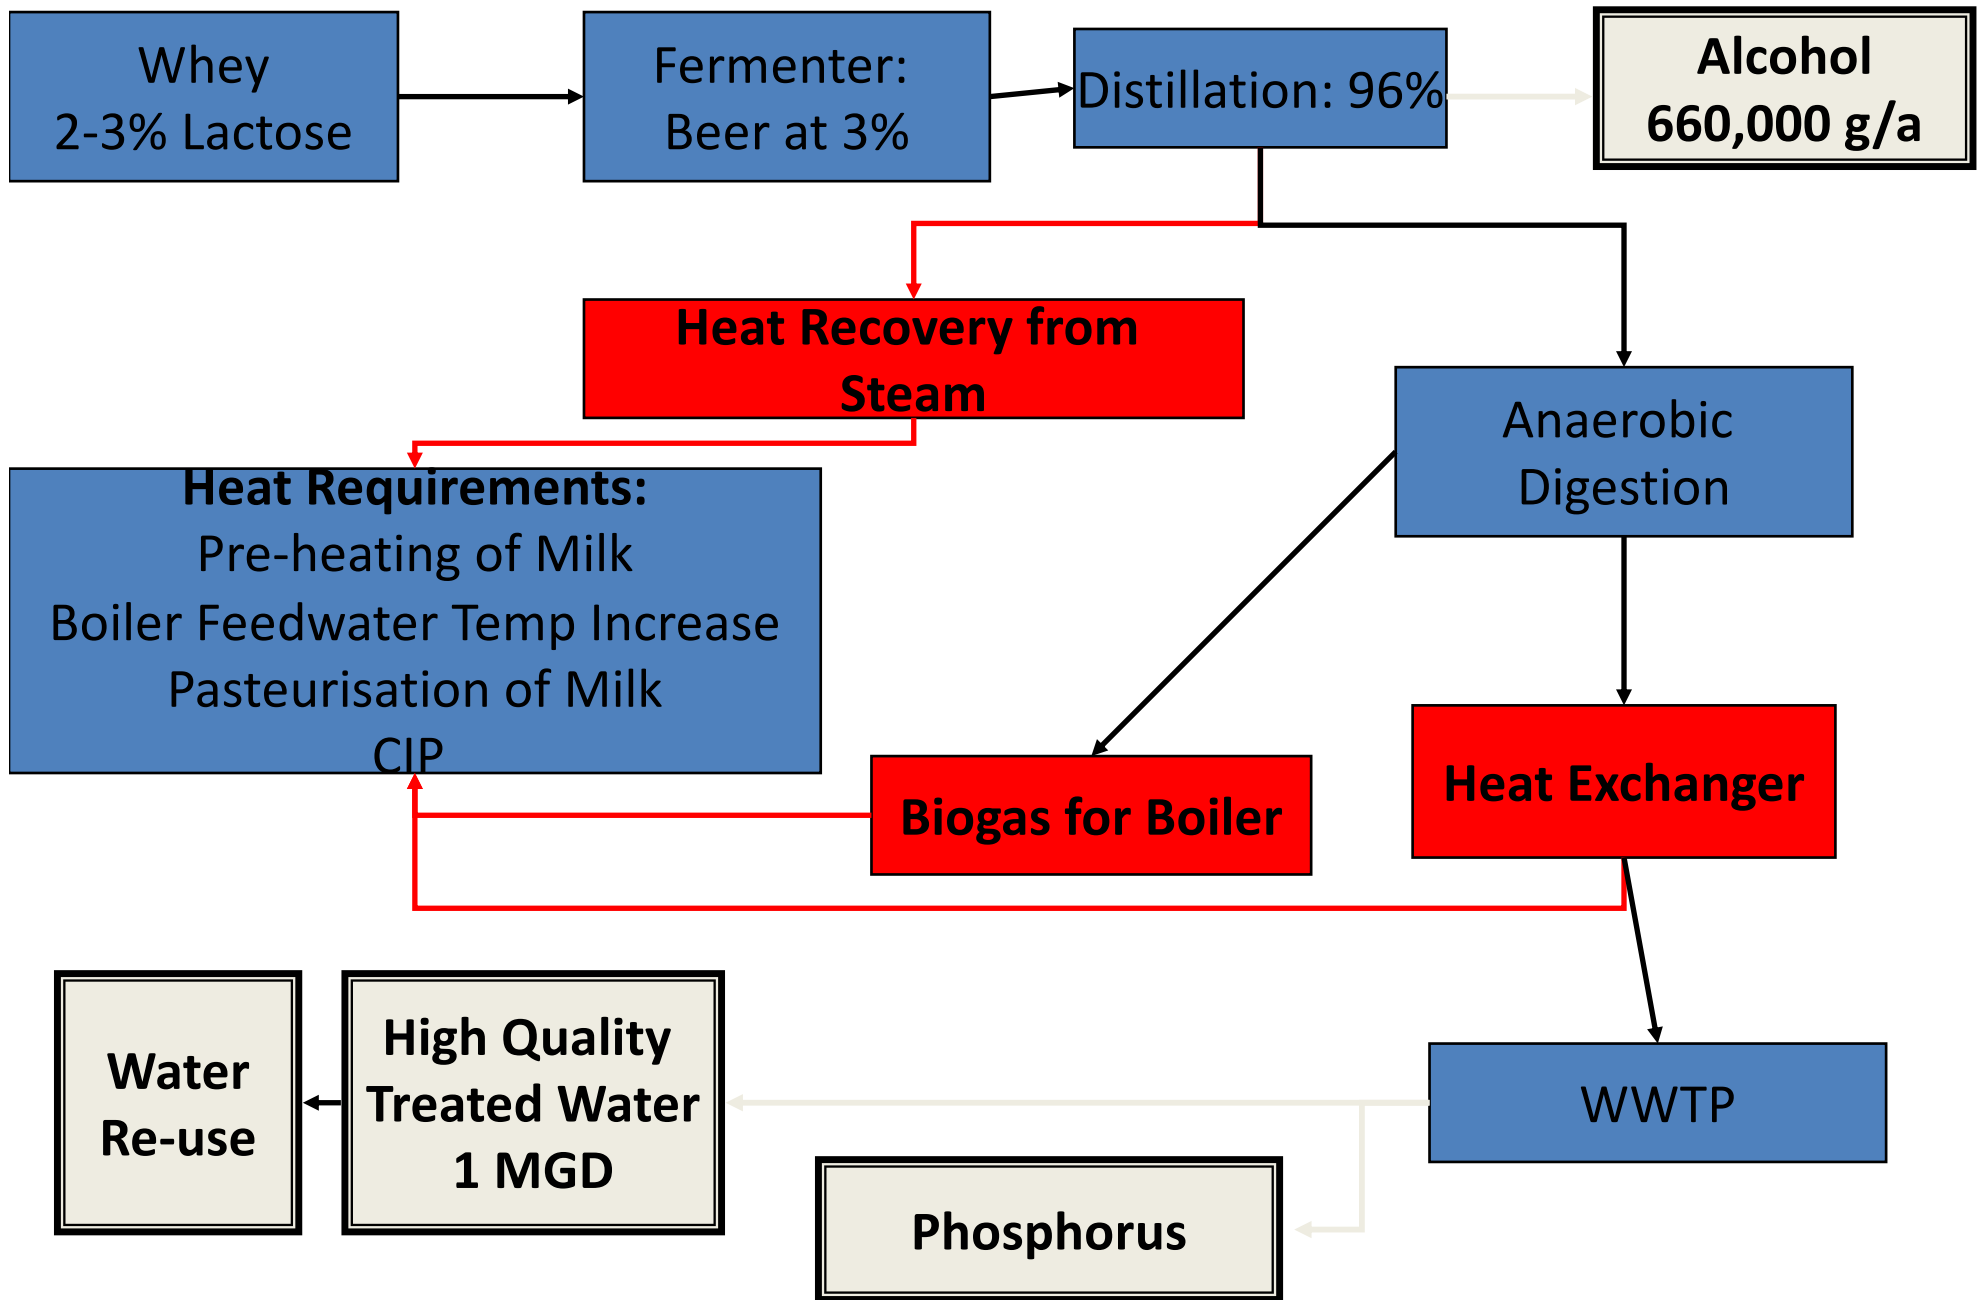 Whey
2-3% Lactose
Fermenter:
Beer at 3%
Distillation: 96%
Alcohol
660,000 g/a
Heat Recovery from
Steam
Anaerobic
Digestion
Heat Requirements:
Pre-heating of Milk
Boiler Feedwater Temp Increase
Pasteurisation of Milk
CIP
Biogas for Boiler
Heat Exchanger
Water
Re-use
High Quality
Treated Water
1 MGD
WWTP
Phosphorus